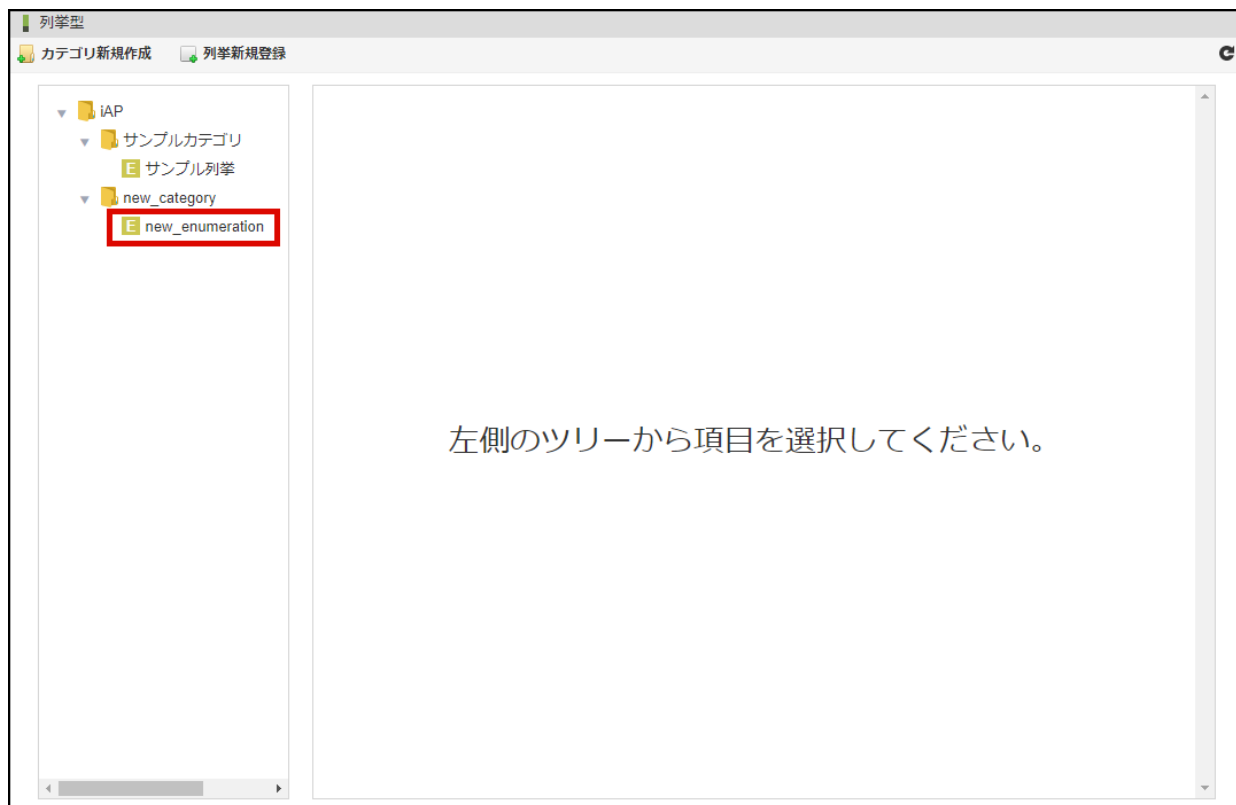 列挙型
カテゴリ新規作成 列挙新規登録
iAP
サンプルカテゴリ
E サンプル列挙
new_category
E new_enumeration
左側のツリーから項目を選択してください。